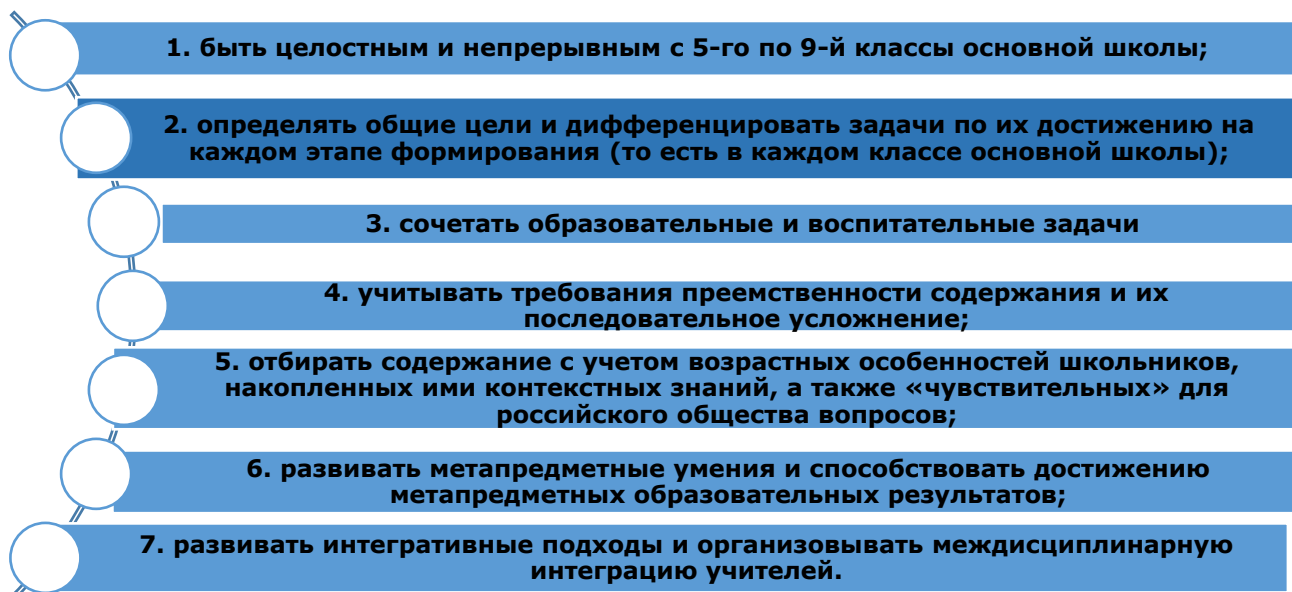 1. быть целостным и непрерывным с 5-го по 9-й классы основной школы;
2. определять общие цели и дифференцировать задачи по их достижению на
каждом этапе формирования (то есть в каждом классе основной школы);
3. сочетать образовательные и воспитательные задачи
4. учитывать требования преемственности содержания и их
последовательное усложнение;
5. отбирать содержание с учетом возрастных особенностей школьников,
накопленных ими контекстных знаний, а также «чувствительных» для
российского общества вопросов;
6. развивать метапредметные умения и способствовать достижению
метапредметных образовательных результатов;
7. развивать интегративные подходы и организовывать междисциплинарную
интеграцию учителей.